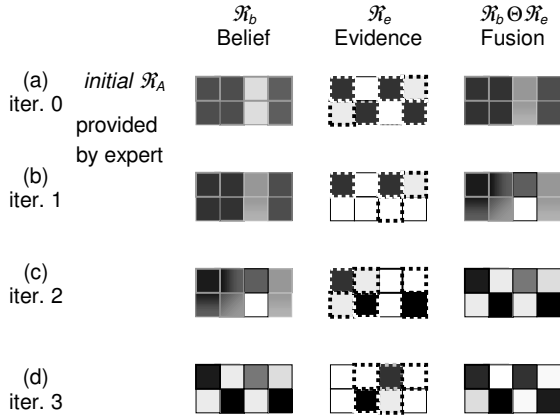 ℜb ℜe ℜb Θ ℜe
Belief Evidence Fusion
(a) initial ℜA
iter. 0
provided
by expert
(b)
iter. 1
(c)
iter. 2
(d)
iter. 3